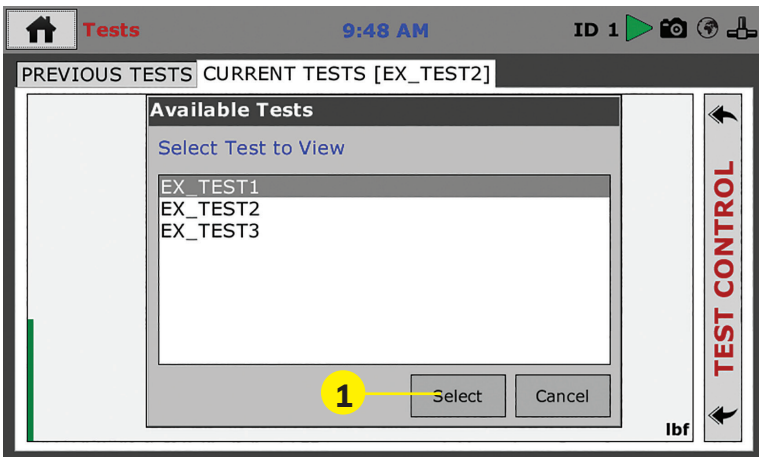 Tests 9:48 AM ID 1
PREVIOUS TESTS CURRENT TESTS [EX_TEST2]
Available Tests
Select Test to View
EX_TEST1
EX_TEST2
EX_TEST3
1
Select Cancel
lbf
TEST CONTROL